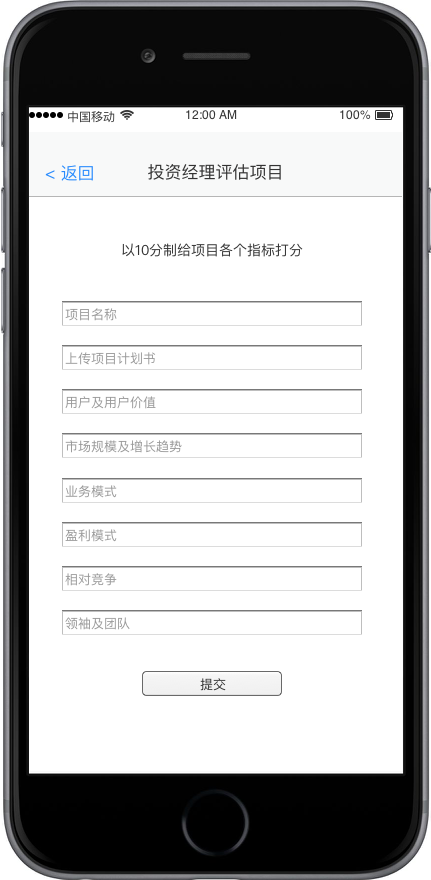 中国移动 12:00 AM 100%
< 返回 投资经理评估项目
以10分制给项目各个指标打分
项目名称
上传项目计划书
用户及用户价值
市场规模及增长趋势
业务模式
盈利模式
相对竞争
领袖及团队
提交